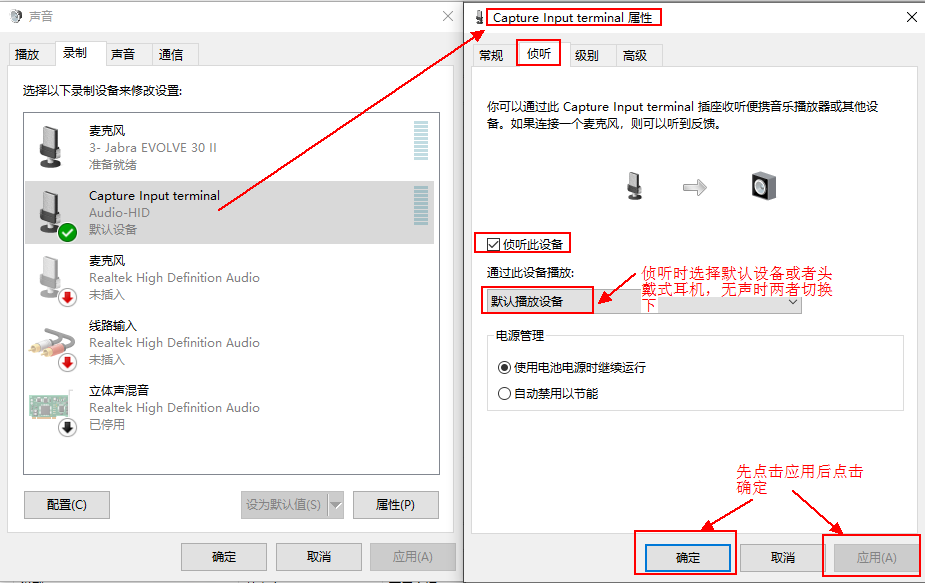 声音
播放 录制 声音 通信
选择以下录制设备来修改设置:
麦克风
3- Jabra EVOLVE 30 II
准备就绪
Capture Input terminal
Audio-HID
默认设备
麦克风
Realtek High Definition Audio
未插入
线路输入
Realtek High Definition Audio
未插入
立体声混音
Realtek High Definition Audio
已停用
配置(C) 设为默认值(S) 属性(P)
确定 取消 应用(A)
Capture Input terminal 属性
常规 侦听 级别 高级
你可以通过此 Capture Input terminal 插座收听便携音乐播放器或其他设
备。如果连接一个麦克风，则可以听到反馈。
侦听此设备
通过此设备播放:
默认播放设备
侦听时选择默认设备或者头
戴式耳机，无声时两者切换
下
电源管理
使用电池电源时继续运行
自动禁用以节能
先点击应用后点击
确定
确定 取消 应用(A)